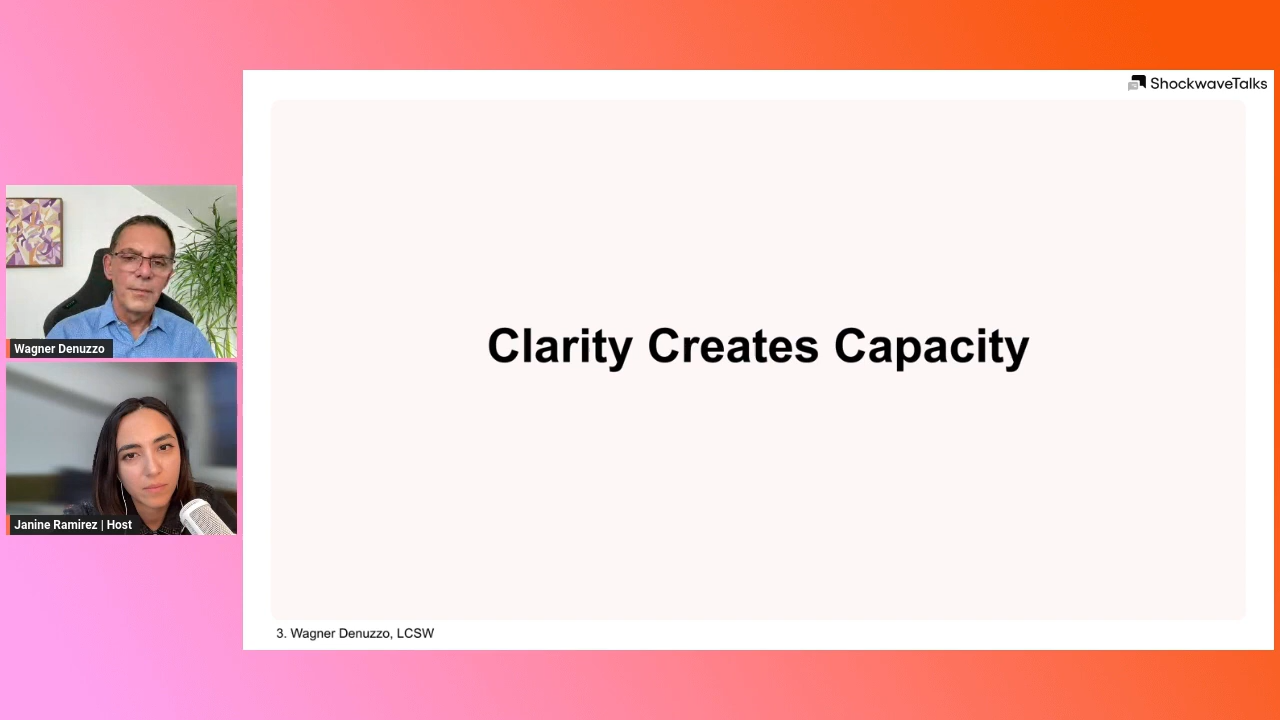 ShockwaveTalks
Wagner Denuzzo
Janine Ramirez | Host
Clarity Creates Capacity
3. Wagner Denuzzo, LCSW